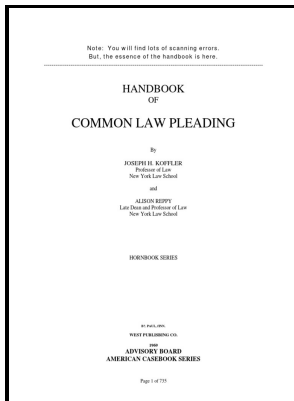 Note: You will find lots of scanning errors.
But, the essence of the handbook is here.
HANDBOOK
OF
COMMON LAW PLEADING
By
JOSEPH H. KOFFLER
Professor of Law
New York Law School
and
ALISON REPPY
Late Dean and Professor of Law
New York Law School
HORNBOOK SERIES
ST. PAUL, MINN.
WEST PUBLISHING CO.
1969
ADVISORY BOARD
AMERICAN CASEBOOK SERIES
Page 1 of 735